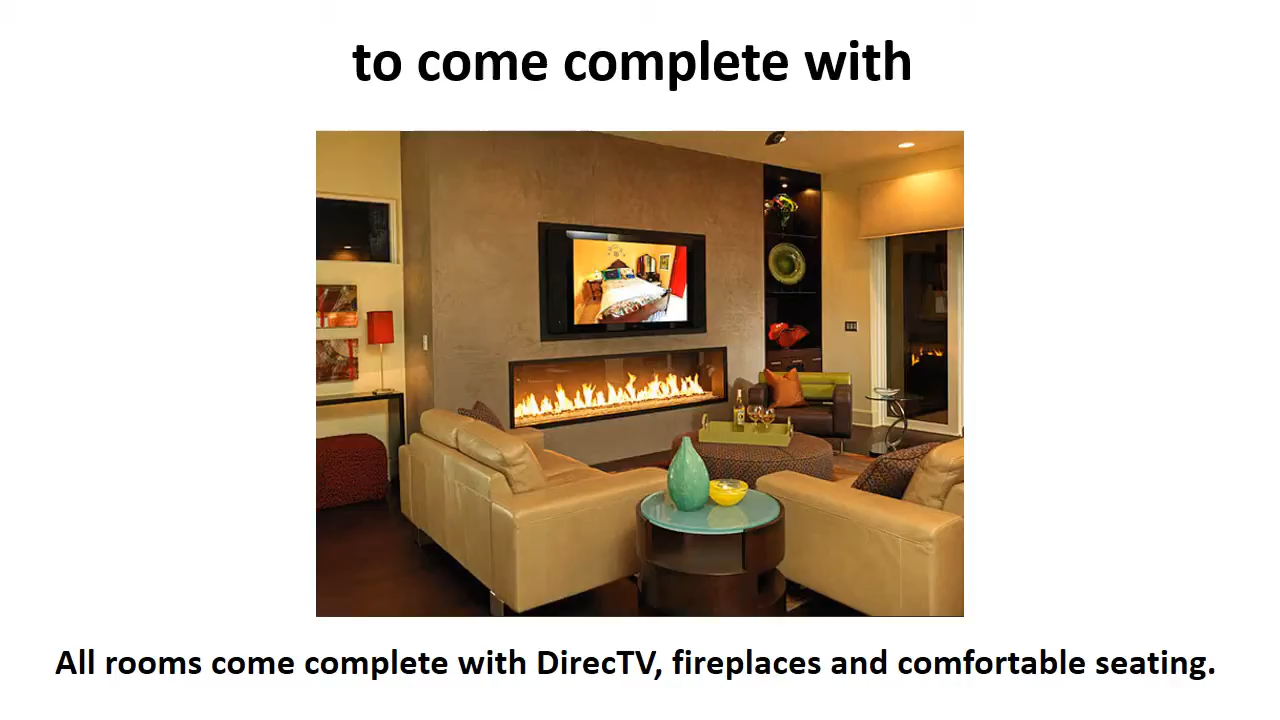 to come complete with
All rooms come complete with DirecTV, fireplaces and comfortable seating.